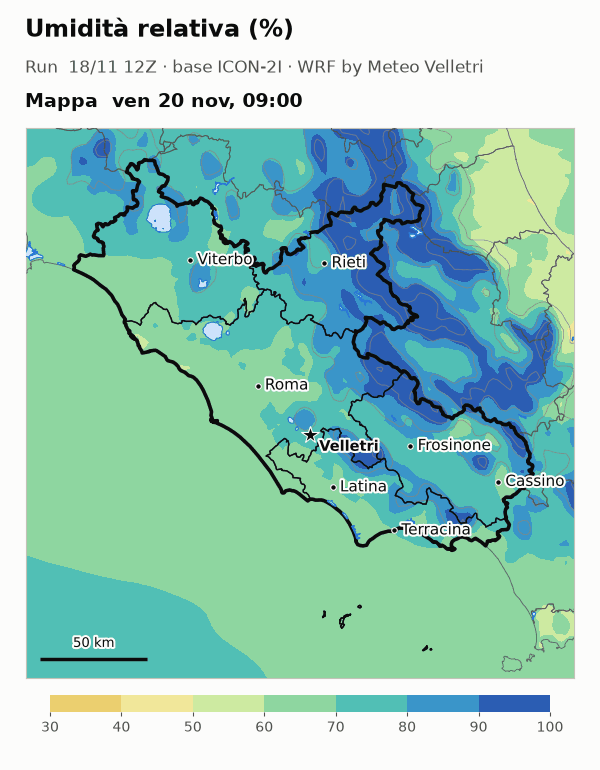 Umidità relativa (%)
Run  18/11 12Z · base ICON-2I · WRF by Meteo Velletri
Mappa  ven 20 nov, 09:00
Viterbo
Rieti
Roma
Velletri
Frosinone
Cassino
Latina
Terracina
50 km
30 40 50 60 70 80 90 100